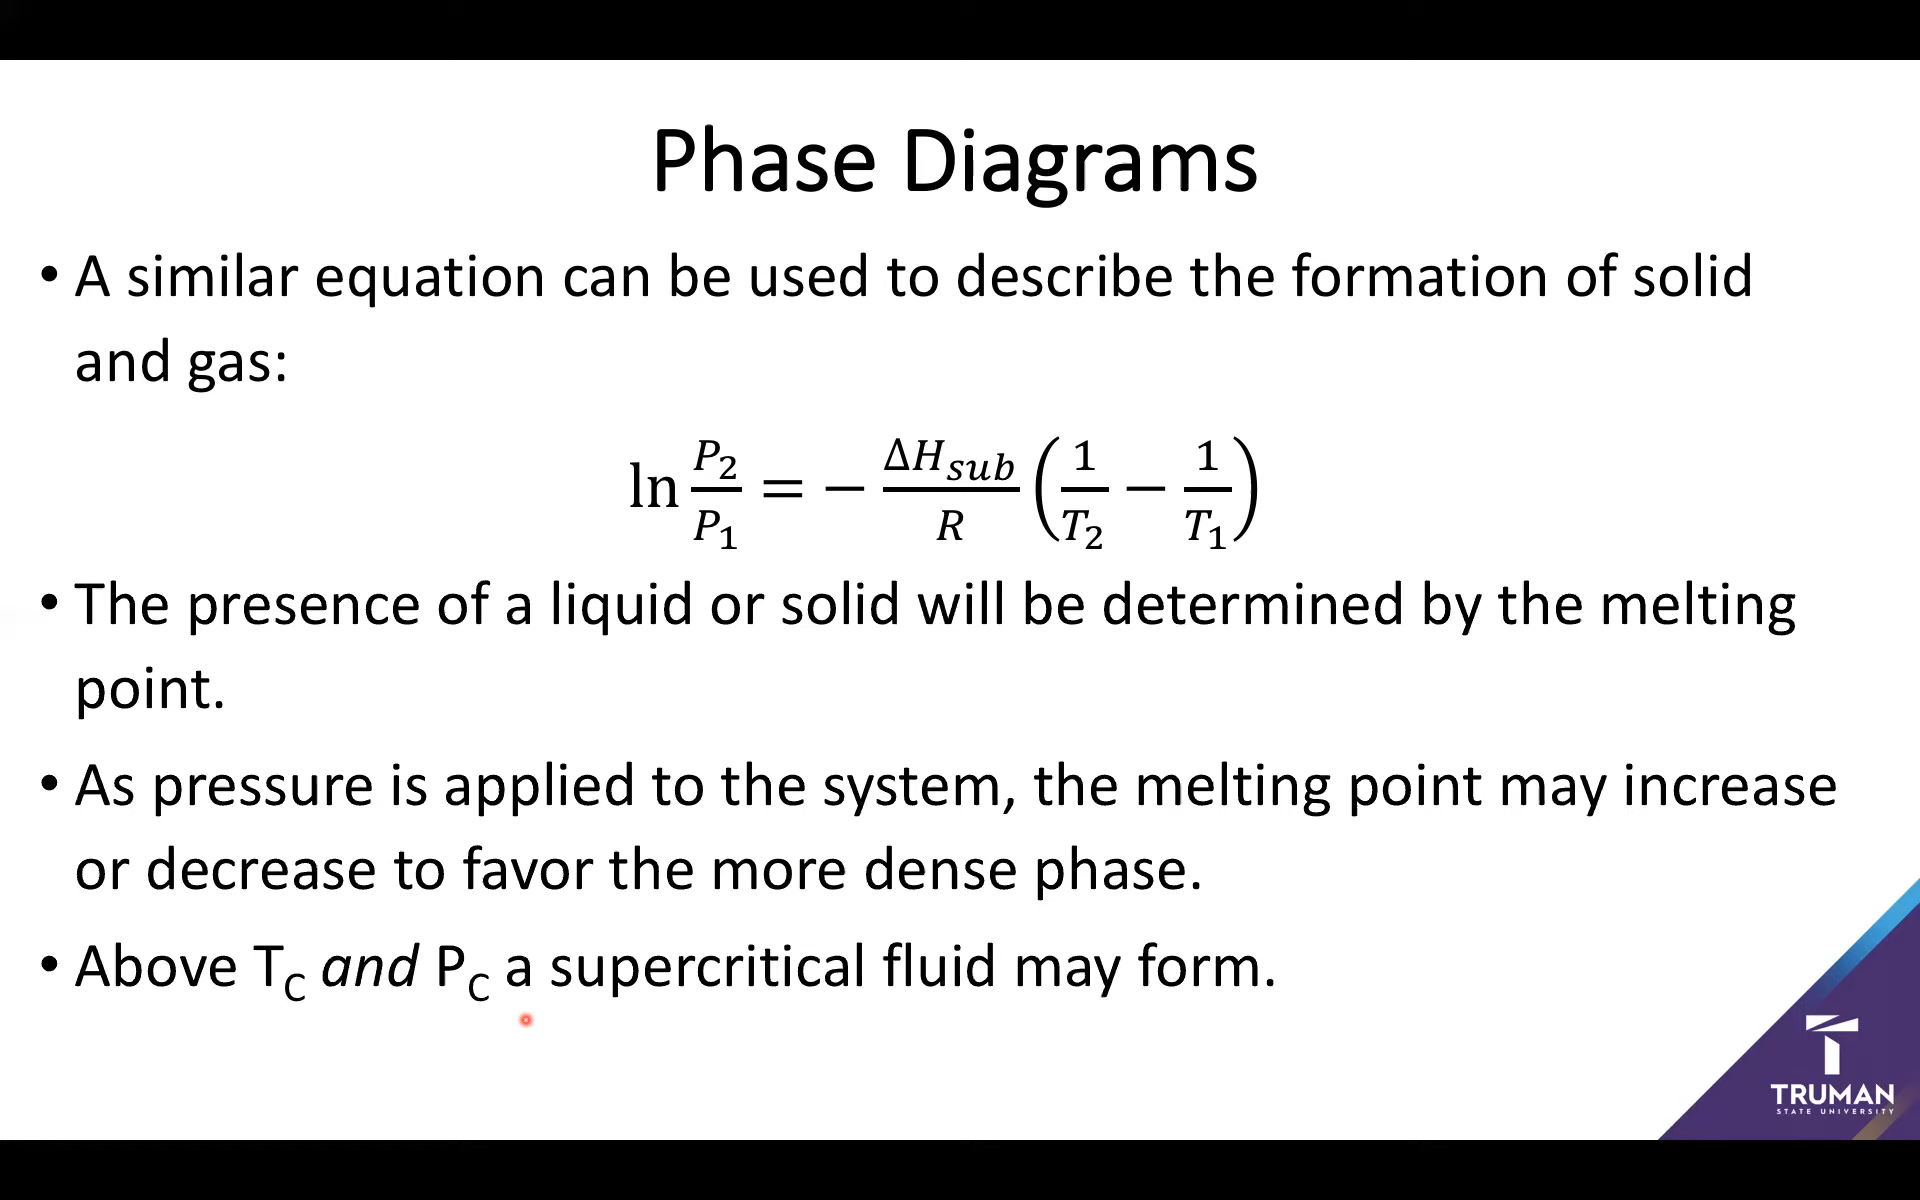 Phase Diagrams
• A similar equation can be used to describe the formation of solid
and gas:
ln P₂/P₁ = − ΔH_sub/R (1/T₂ − 1/T₁)
• The presence of a liquid or solid will be determined by the melting
point.
• As pressure is applied to the system, the melting point may increase
or decrease to favor the more dense phase.
• Above T_C and P_C a supercritical fluid may form.
TRUMAN
STATE UNIVERSITY